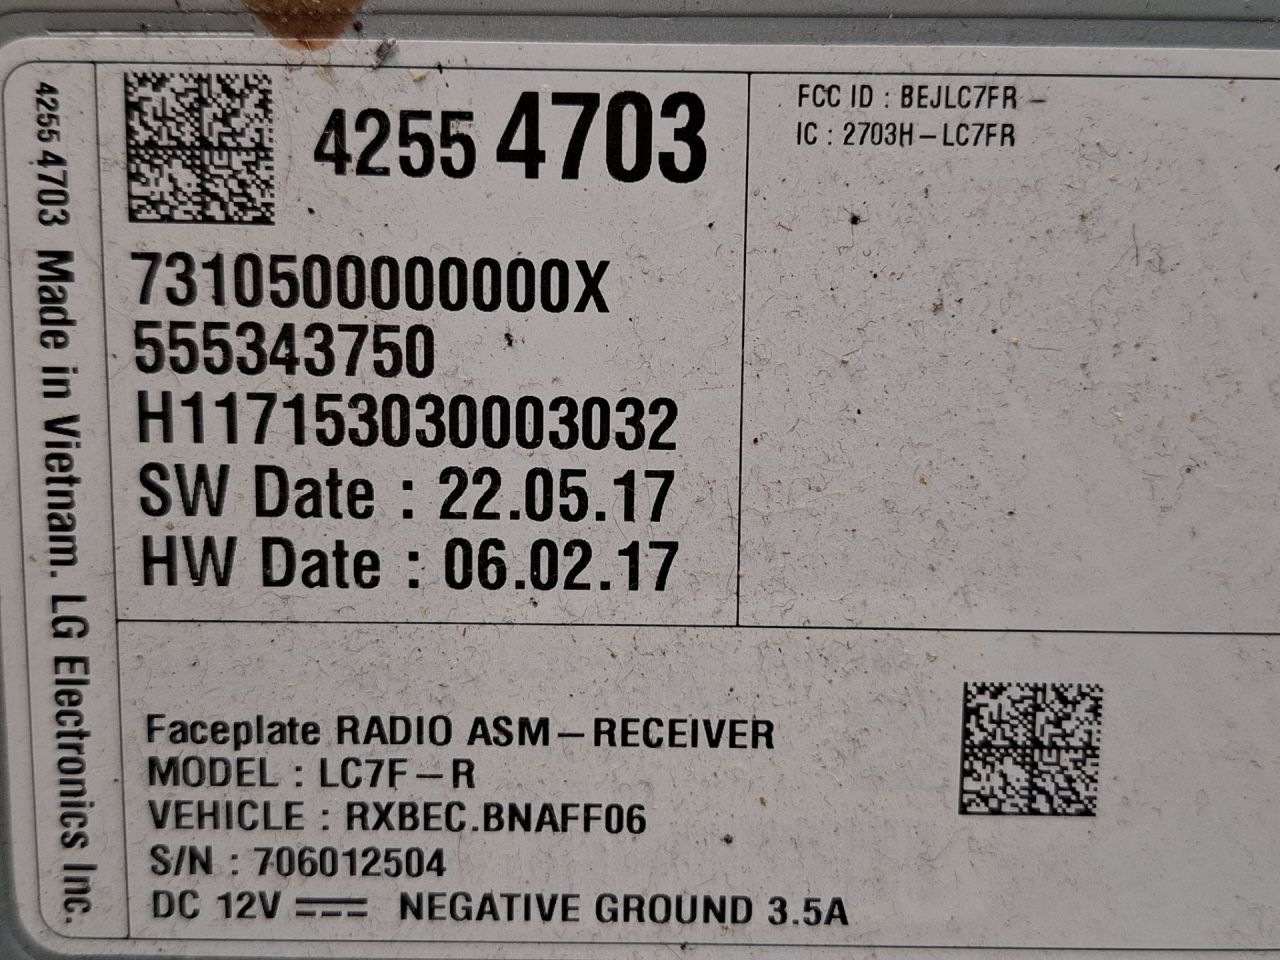 4255 4703 Made in Vietnam. LG Electronics Inc.
4255 4703
7310500000000X
555343750
H117153030003032
SW Date : 22.05.17
HW Date : 06.02.17
FCC ID : BEJLC7FR
IC : 2703H-LC7FR
Faceplate RADIO ASM-RECEIVER
MODEL : LC7F-R
VEHICLE : RXBEC.BNAFF06
S/N : 706012504
DC 12V ⎓ NEGATIVE GROUND 3.5A